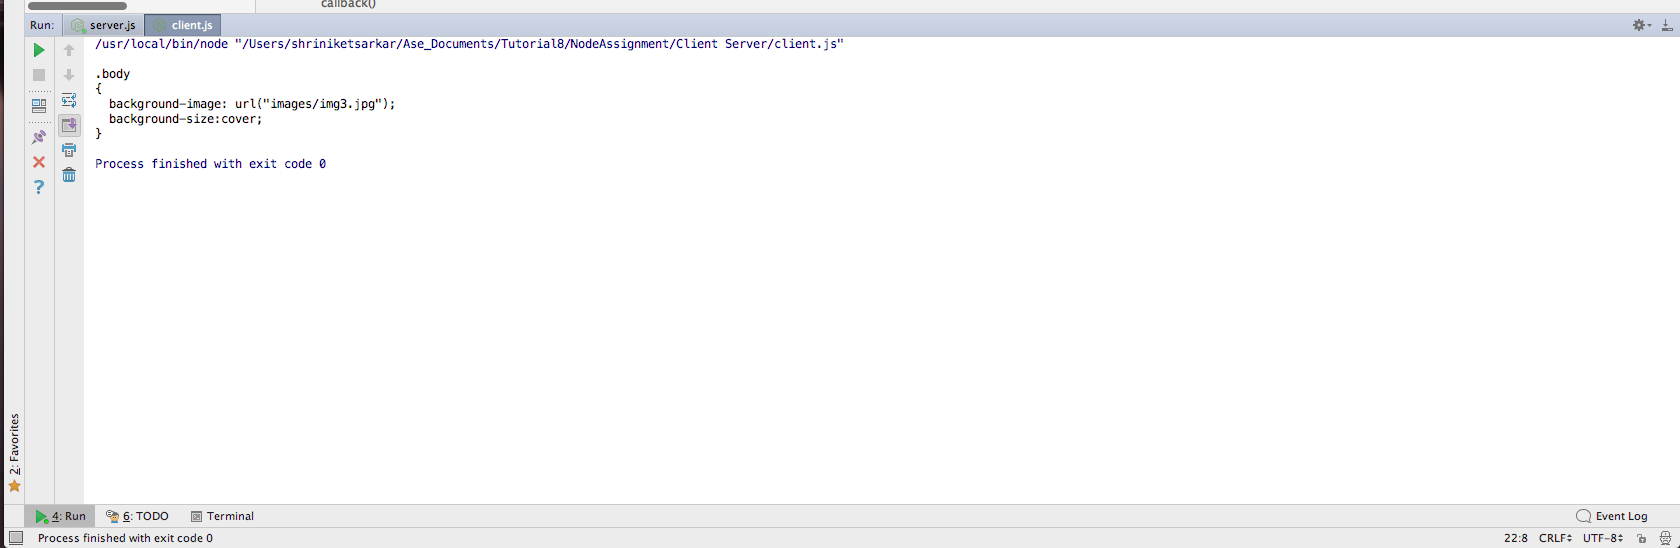 callback()
Run: server.js client.js
/usr/local/bin/node "/Users/shriniketsarkar/Ase_Documents/Tutorial8/NodeAssignment/Client Server/client.js"
.body
{
  background-image: url("images/img3.jpg");
  background-size:cover;
}
Process finished with exit code 0
2: Favorites
4: Run 6: TODO Terminal Event Log
Process finished with exit code 0 22:8 CRLF UTF-8